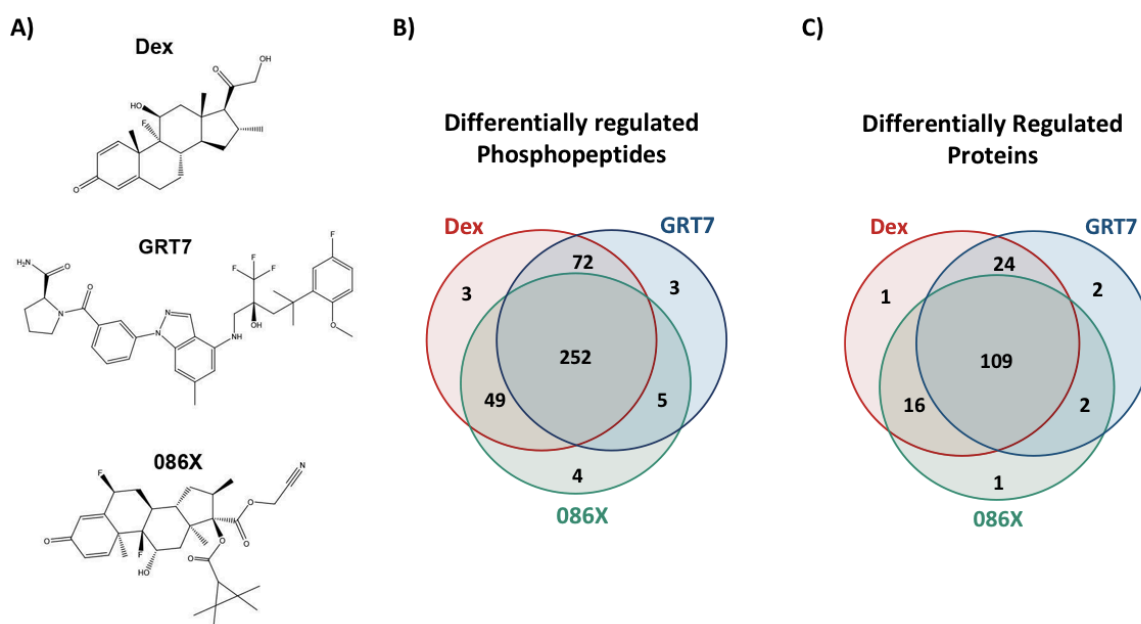 A)
Dex
OH
O
HO
F
O
GRT7
H₂N
O
N
O
N
N
F
F
F
OH
NH
F
O
086X
F
O
F
HO
O
O
N
O
O
B)
Differentially regulated
Phosphopeptides
Dex
GRT7
72
3
3
252
49
5
4
086X
C)
Differentially Regulated
Proteins
Dex
GRT7
24
1
2
109
16
2
1
086X